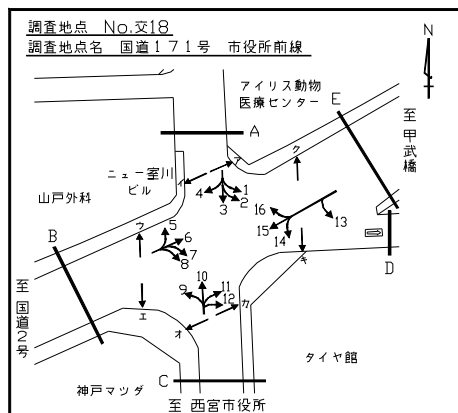 調査地点 No.交18
調査地点名 国道171号 市役所前線
N
アイリス動物
医療センター
E
至 甲武橋
A
ア
ク
ニュー室川
ビル
イ
4
3
1
2
山戸外科
16
15
14
13
ウ
5
6
7
8
B
D
キ
10
9
11
12
エ
カ
オ
至 国道2号
タイヤ館
神戸マツダ
C
至 西宮市役所